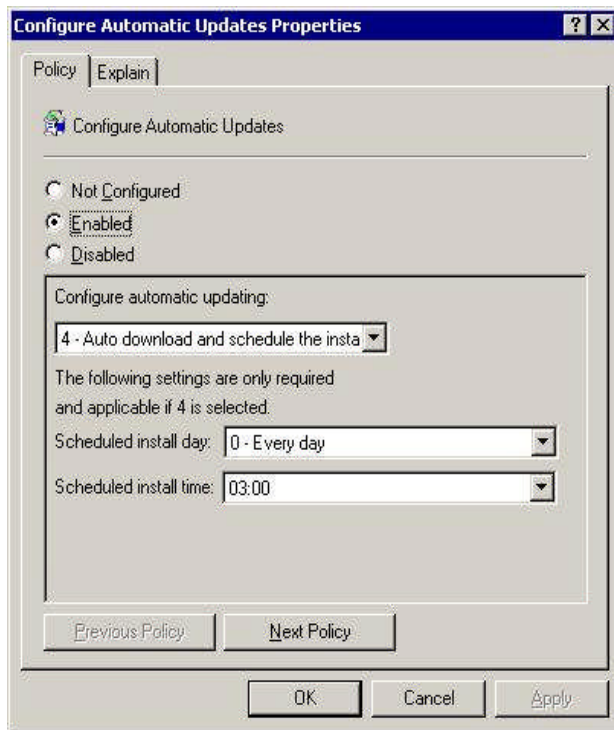 Configure Automatic Updates Properties
Policy
Explain
Configure Automatic Updates
Not Configured
Enabled
Disabled
Configure automatic updating:
4 - Auto download and schedule the insta
The following settings are only required
and applicable if 4 is selected.
Scheduled install day: 0 - Every day
Scheduled install time: 03:00
Previous Policy
Next Policy
OK
Cancel
Apply